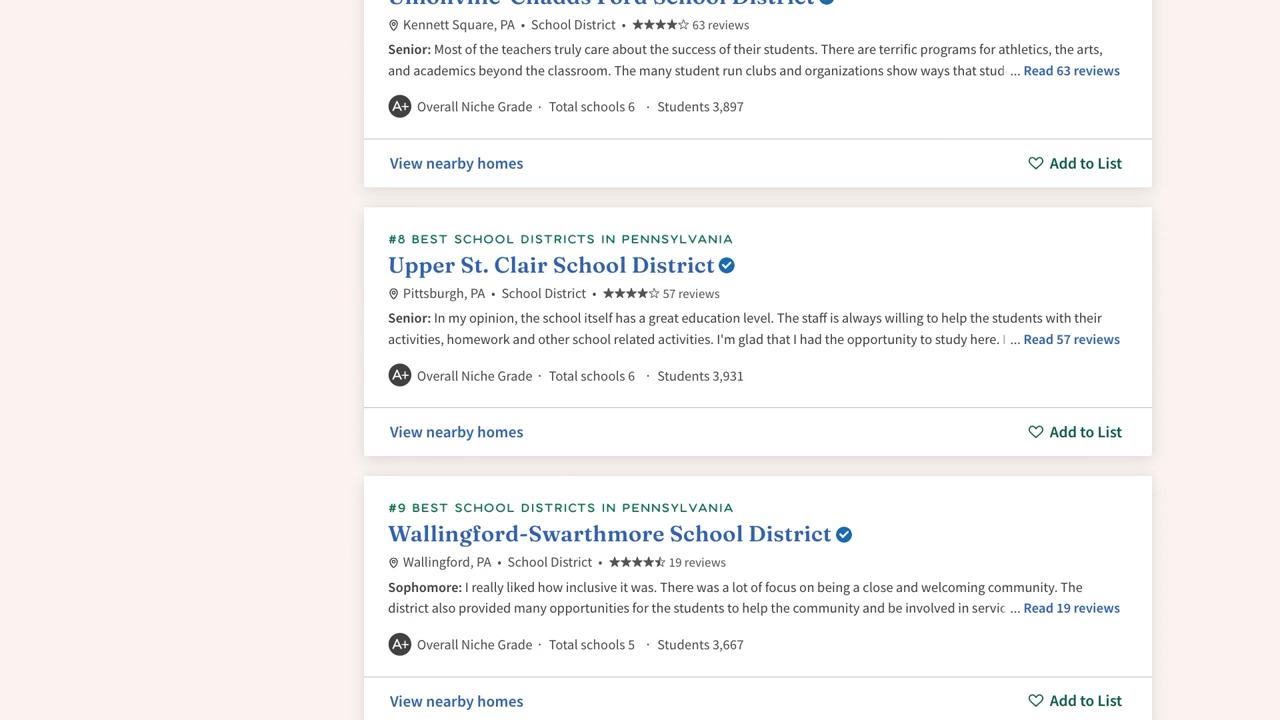 Unionville-Chadds Ford School District
Kennett Square, PA • School District • 63 reviews
Senior: Most of the teachers truly care about the success of their students. There are terrific programs for athletics, the arts,
and academics beyond the classroom. The many student run clubs and organizations show ways that stud ... Read 63 reviews
A+ Overall Niche Grade · Total schools 6 · Students 3,897
View nearby homes Add to List
#8 BEST SCHOOL DISTRICTS IN PENNSYLVANIA
Upper St. Clair School District
Pittsburgh, PA • School District • 57 reviews
Senior: In my opinion, the school itself has a great education level. The staff is always willing to help the students with their
activities, homework and other school related activities. I'm glad that I had the opportunity to study here. I ... Read 57 reviews
A+ Overall Niche Grade · Total schools 6 · Students 3,931
View nearby homes Add to List
#9 BEST SCHOOL DISTRICTS IN PENNSYLVANIA
Wallingford-Swarthmore School District
Wallingford, PA • School District • 19 reviews
Sophomore: I really liked how inclusive it was. There was a lot of focus on being a close and welcoming community. The
district also provided many opportunities for the students to help the community and be involved in servic ... Read 19 reviews
A+ Overall Niche Grade · Total schools 5 · Students 3,667
View nearby homes Add to List